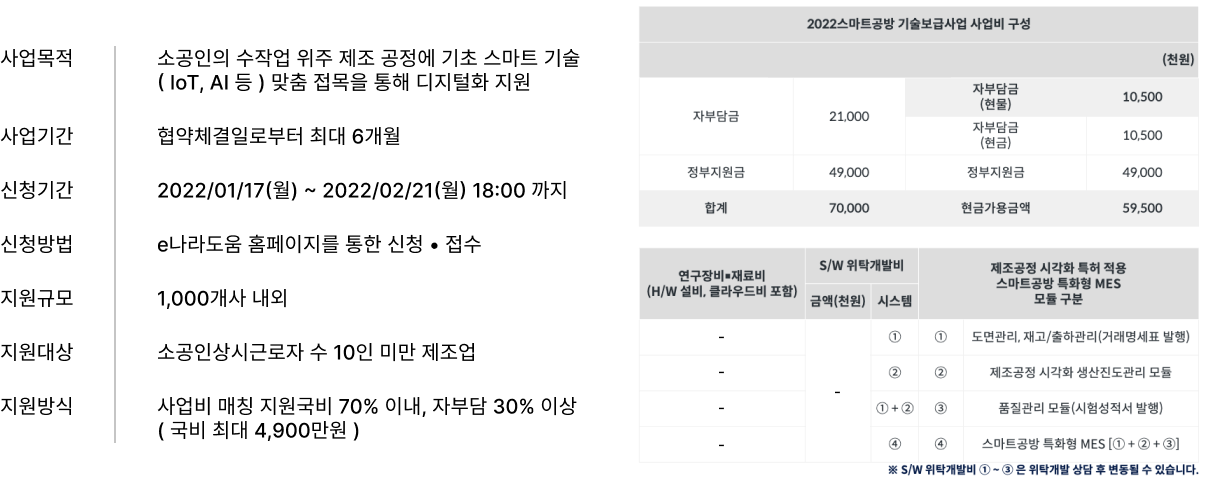 사업목적
소공인의 수작업 위주 제조 공정에 기초 스마트 기술
( IoT, AI 등 ) 맞춤 접목을 통해 디지털화 지원
사업기간
협약체결일로부터 최대 6개월
신청기간
2022/01/17(월) ~ 2022/02/21(월) 18:00 까지
신청방법
e나라도움 홈페이지를 통한 신청 • 접수
지원규모
1,000개사 내외
지원대상
소공인상시근로자 수 10인 미만 제조업
지원방식
사업비 매칭 지원국비 70% 이내, 자부담 30% 이상
( 국비 최대 4,900만원 )
2022스마트공방 기술보급사업 사업비 구성
(천원)
자부담금 21,000
자부담금
(현물)
10,500
자부담금
(현금)
10,500
정부지원금 49,000 정부지원금 49,000
합계 70,000 현금가용금액 59,500
연구장비▪재료비
(H/W 설비, 클라우드비 포함)
S/W 위탁개발비
금액(천원) 시스템
제조공정 시각화 특허 적용
스마트공방 특화형 MES
모듈 구분
- ① ① 도면관리, 재고/출하관리(거래명세표 발행)
- ② ② 제조공정 시각화 생산진도관리 모듈
-
- ① + ② ③ 품질관리 모듈(시험성적서 발행)
- ④ ④ 스마트공방 특화형 MES [① + ② + ③]
※ S/W 위탁개발비 ① ~ ③ 은 위탁개발 상담 후 변동될 수 있습니다.